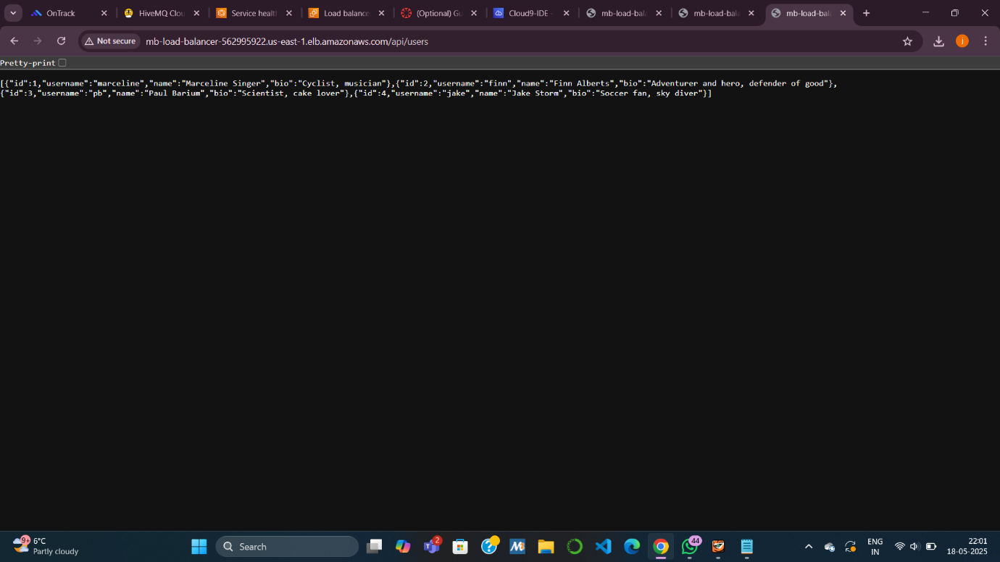 OnTrack
HiveMQ Clou
Service healt
Load balance
(Optional) Gu
Cloud9-IDE -
mb-load-bala
mb-load-bala
mb-load-bal
Not secure
mb-load-balancer-562995922.us-east-1.elb.amazonaws.com/api/users
j
Pretty-print
[{"id":1,"username":"marceline","name":"Marceline Singer","bio":"Cyclist, musician"},{"id":2,"username":"finn","name":"Finn Alberts","bio":"Adventurer and hero, defender of good"},
{"id":3,"username":"pb","name":"Paul Barium","bio":"Scientist, cake lover"},{"id":4,"username":"jake","name":"Jake Storm","bio":"Soccer fan, sky diver"}]
9+
6°C
Partly cloudy
Search
2
44
ENG
IN
22:01
18-05-2025